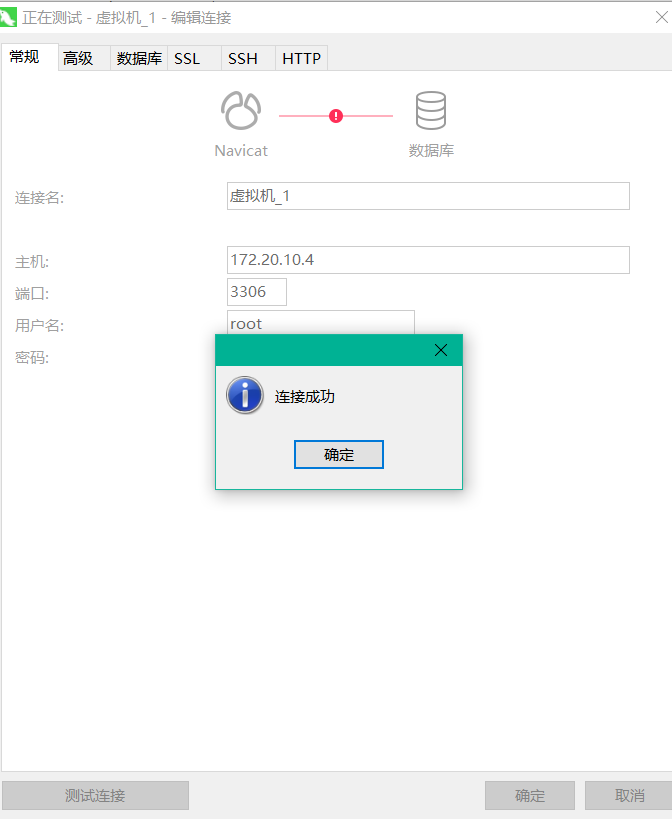 正在测试 - 虚拟机_1 - 编辑连接
常规 高级 数据库 SSL SSH HTTP
Navicat 数据库
连接名: 虚拟机_1
主机: 172.20.10.4
端口: 3306
用户名: root
密码:
连接成功
确定
测试连接 确定 取消